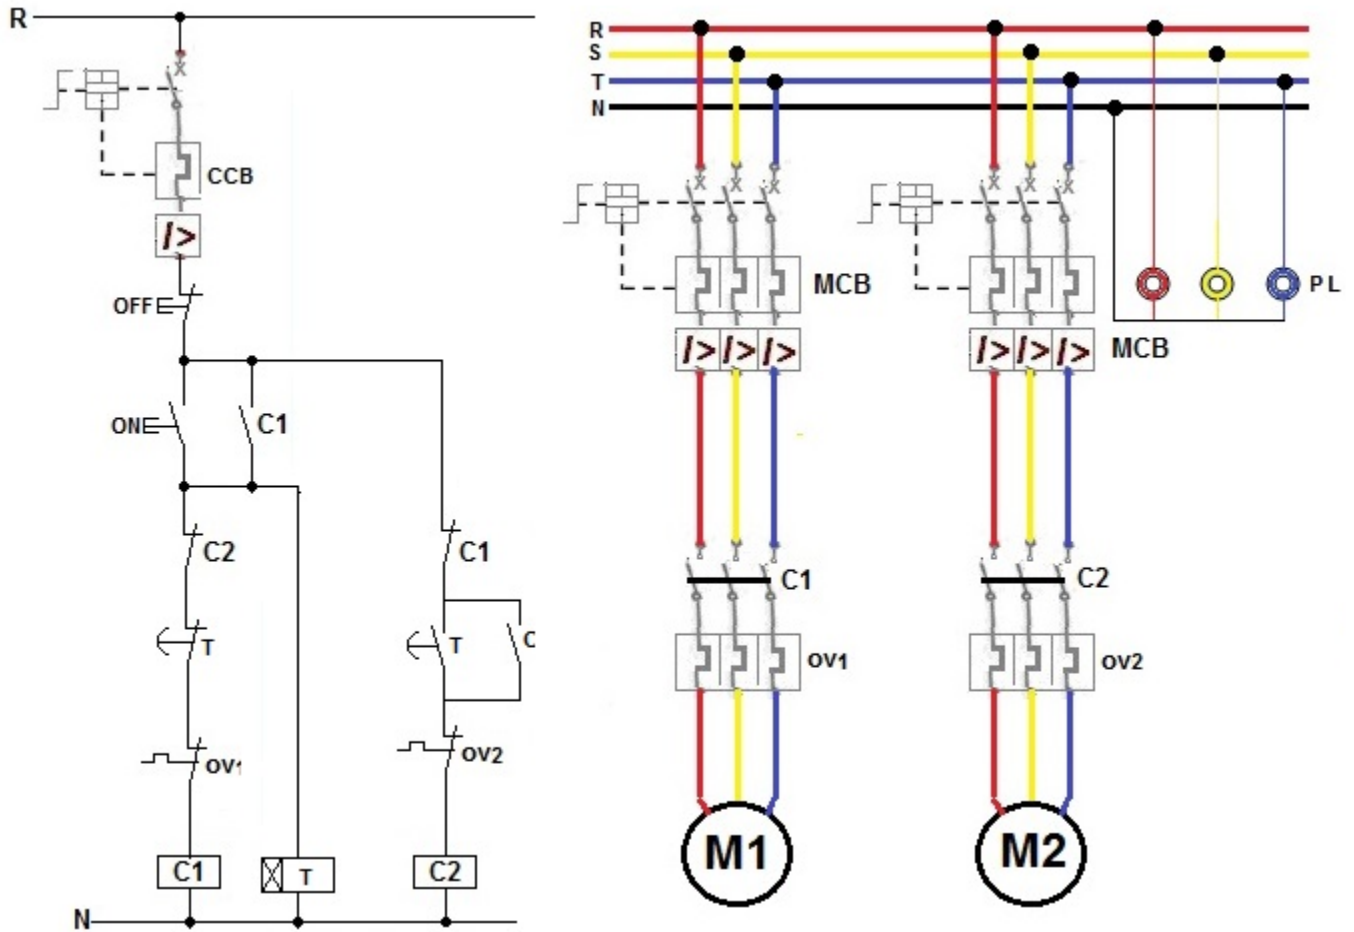 R
CCB
I>
OFF
ON
C1
C2
C1
T
T
OV1
OV2
C1
T
C2
N
R
S
T
N
MCB
I> I> I>
C1
OV1
M1
MCB
I> I> I>
C2
OV2
M2
PL